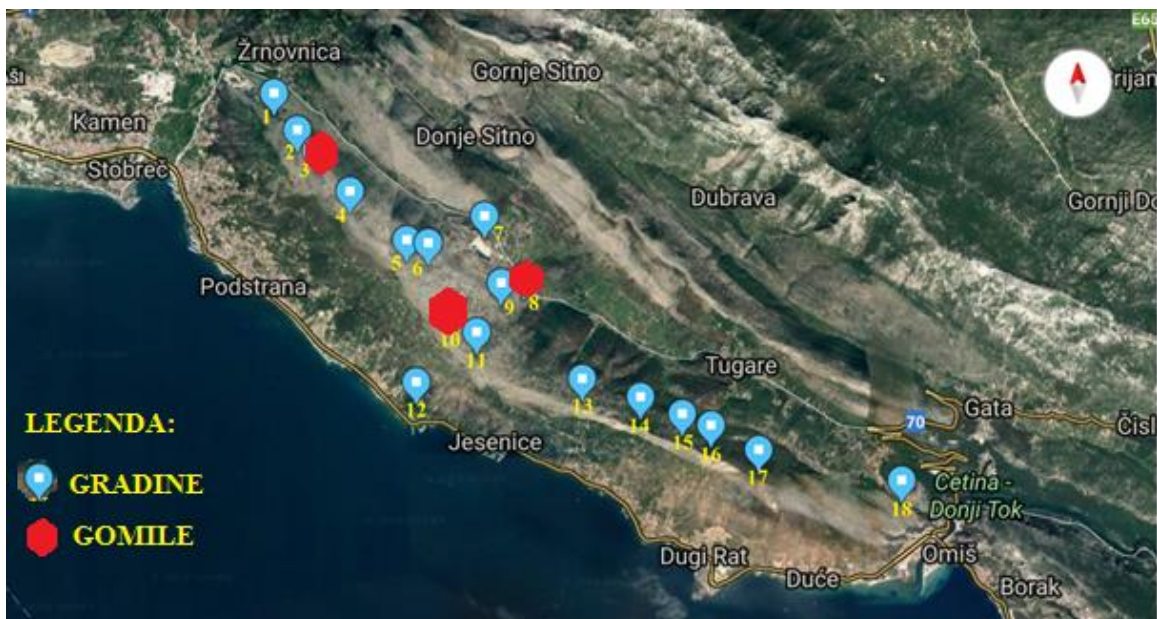 E65
Žrnovnica
Gornje Sitno
Kamen
Donje Sitno
Stobreč
Dubrava
Podstrana
Tugare
Jesenice
70
Gata
Cetina -
Donji Tok
Dugi Rat
Duće
Omiš
Borak
1
2
3
4
5
6
7
8
9
10
11
12
13
14
15
16
17
18
LEGENDA:
GRADINE
GOMILE